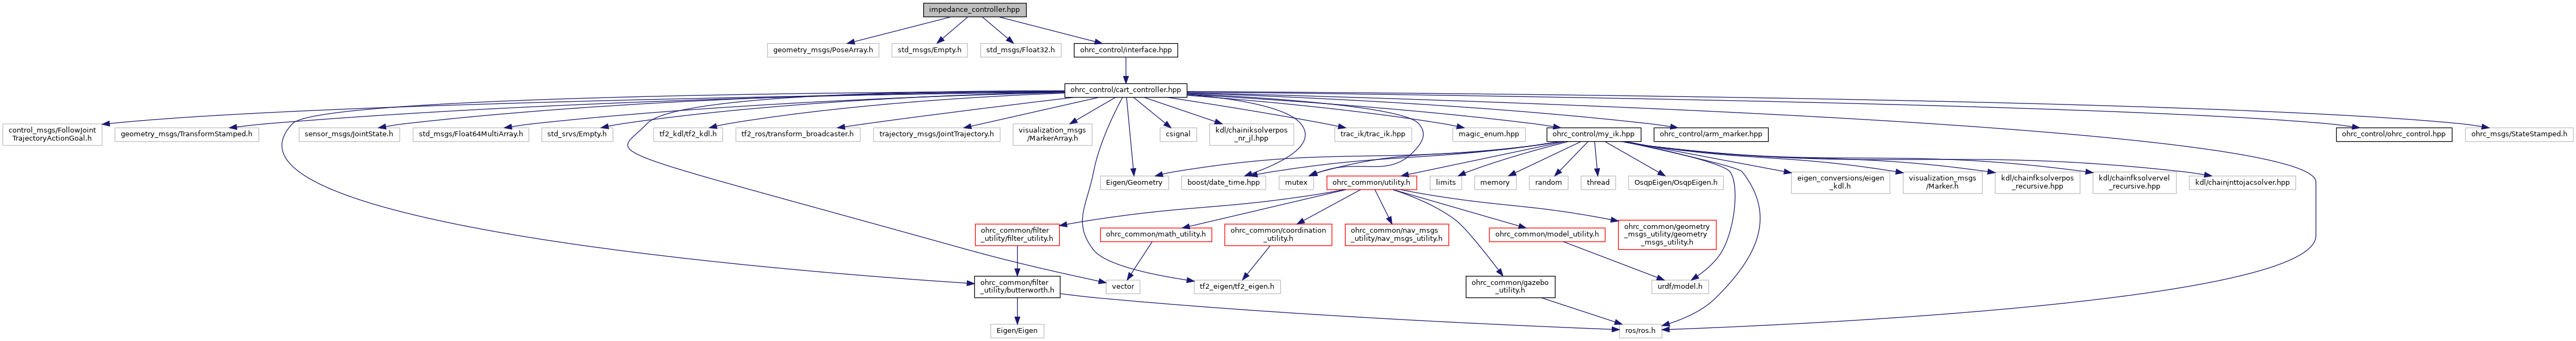 impedance_controller.hpp
geometry_msgs/PoseArray.h
std_msgs/Empty.h
std_msgs/Float32.h
ohrc_control/interface.hpp
ohrc_control/cart_controller.hpp
control_msgs/FollowJoint
TrajectoryActionGoal.h
geometry_msgs/TransformStamped.h
sensor_msgs/JointState.h
std_msgs/Float64MultiArray.h
std_srvs/Empty.h
tf2_kdl/tf2_kdl.h
tf2_ros/transform_broadcaster.h
trajectory_msgs/JointTrajectory.h
visualization_msgs
/MarkerArray.h
csignal
kdl/chainiksolverpos
_nr_jl.hpp
trac_ik/trac_ik.hpp
magic_enum.hpp
ohrc_control/my_ik.hpp
ohrc_control/arm_marker.hpp
ohrc_control/ohrc_control.hpp
ohrc_msgs/StateStamped.h
Eigen/Geometry
boost/date_time.hpp
mutex
ohrc_common/utility.h
limits
memory
random
thread
OsqpEigen/OsqpEigen.h
eigen_conversions/eigen
_kdl.h
visualization_msgs
/Marker.h
kdl/chainfksolverpos
_recursive.hpp
kdl/chainfksolvervel
_recursive.hpp
kdl/chainjnttojacsolver.hpp
ohrc_common/filter
_utility/filter_utility.h
ohrc_common/math_utility.h
ohrc_common/coordination
_utility.h
ohrc_common/nav_msgs
_utility/nav_msgs_utility.h
ohrc_common/model_utility.h
ohrc_common/geometry
_msgs_utility/geometry
_msgs_utility.h
ohrc_common/filter
_utility/butterworth.h
vector
tf2_eigen/tf2_eigen.h
ohrc_common/gazebo
_utility.h
urdf/model.h
Eigen/Eigen
ros/ros.h